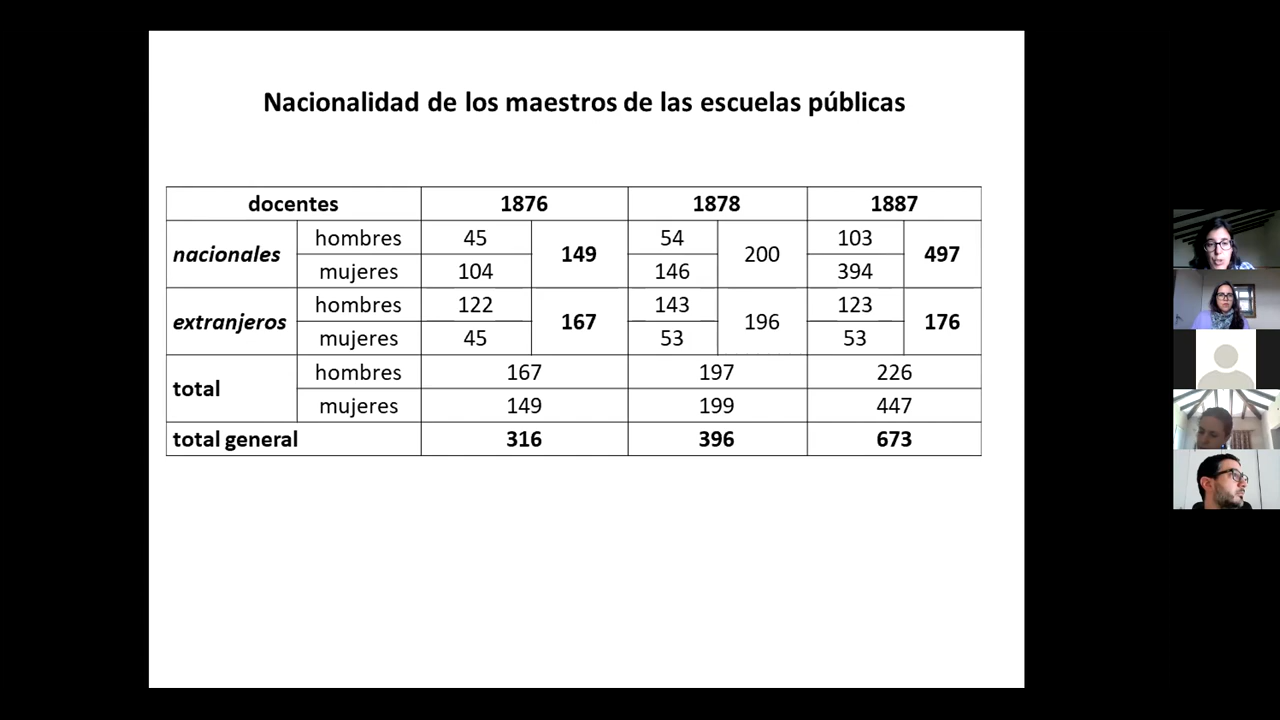 Nacionalidad de los maestros de las escuelas públicas
docentes 1876 1878 1887
nacionales hombres 45 149 54 200 103 497
mujeres 104 146 394
extranjeros hombres 122 167 143 196 123 176
mujeres 45 53 53
total hombres 167 197 226
mujeres 149 199 447
total general 316 396 673